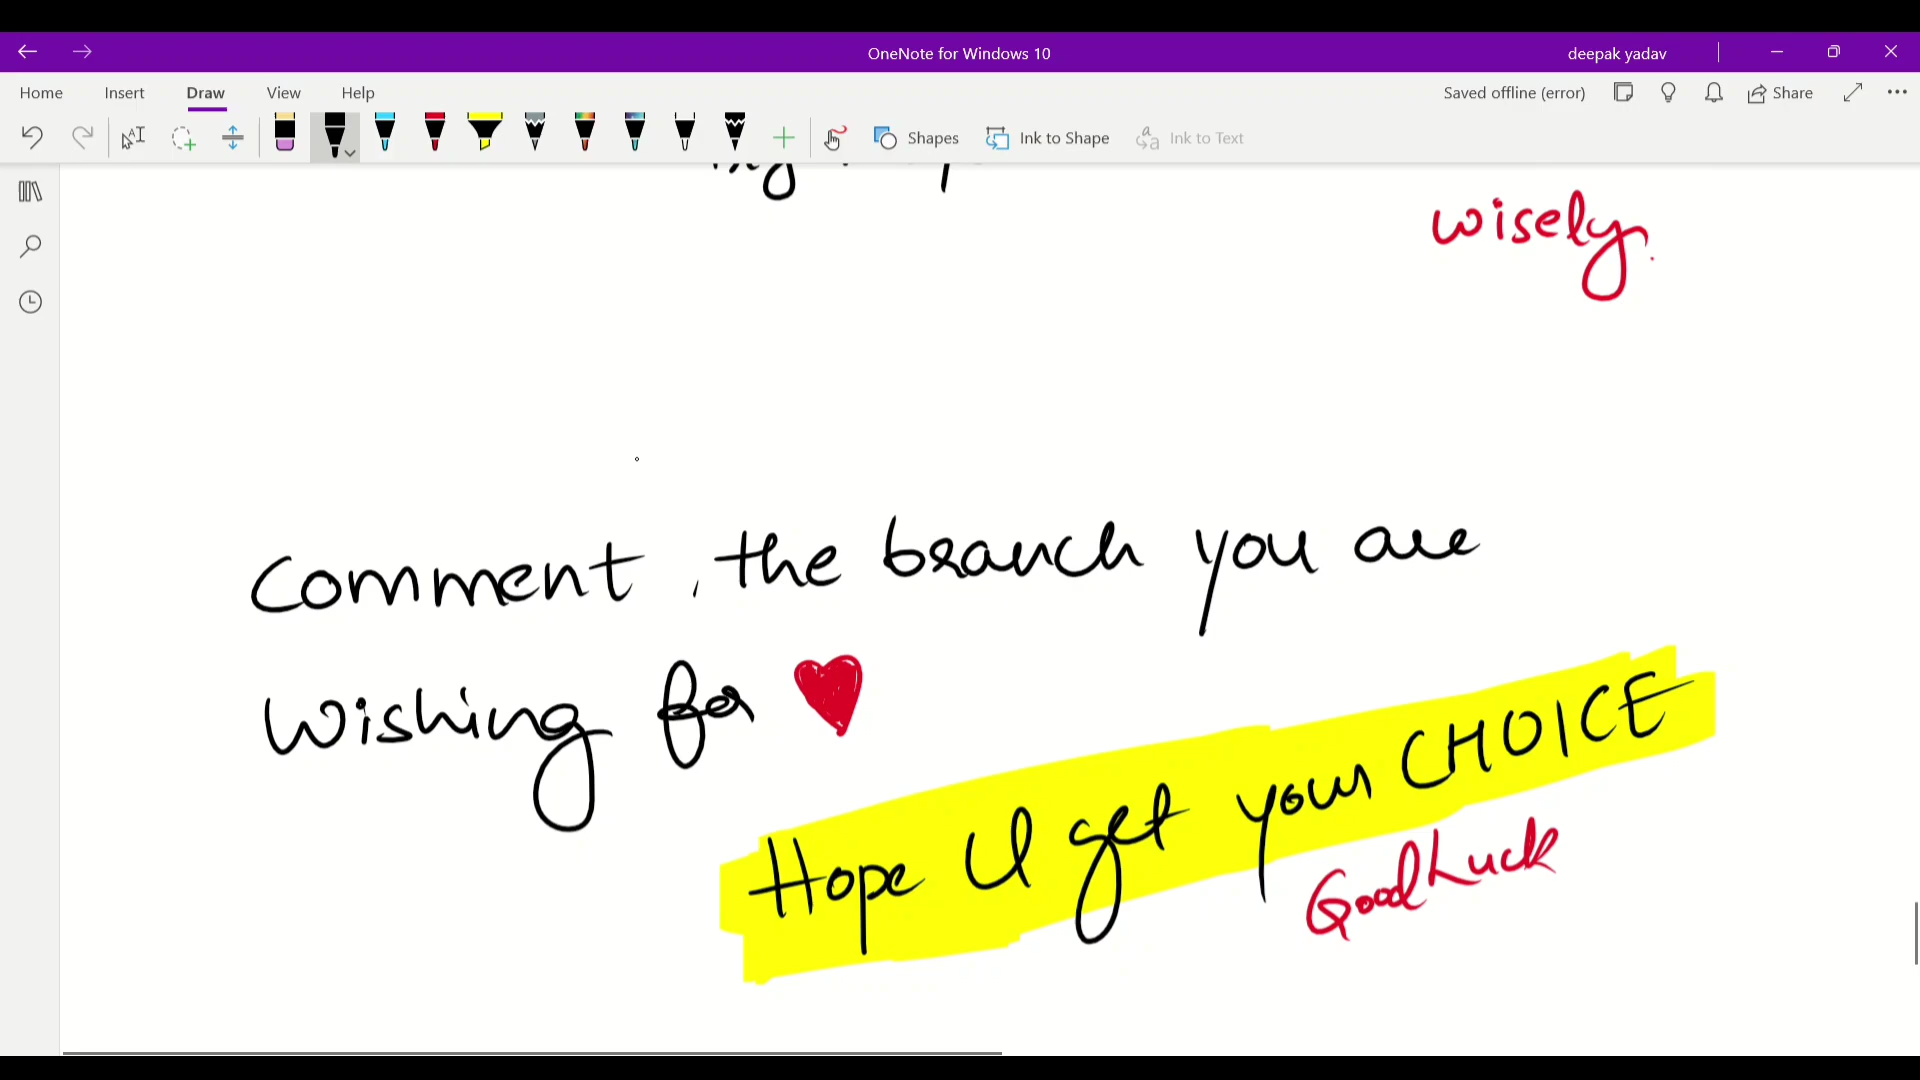 OneNote for Windows 10
deepak yadav
Home Insert Draw View Help
Saved offline (error)
Share
Shapes
Ink to Shape
Ink to Text
wisely.
Comment, the branch you are
wishing for
Hope U get your CHOICE
Good Luck